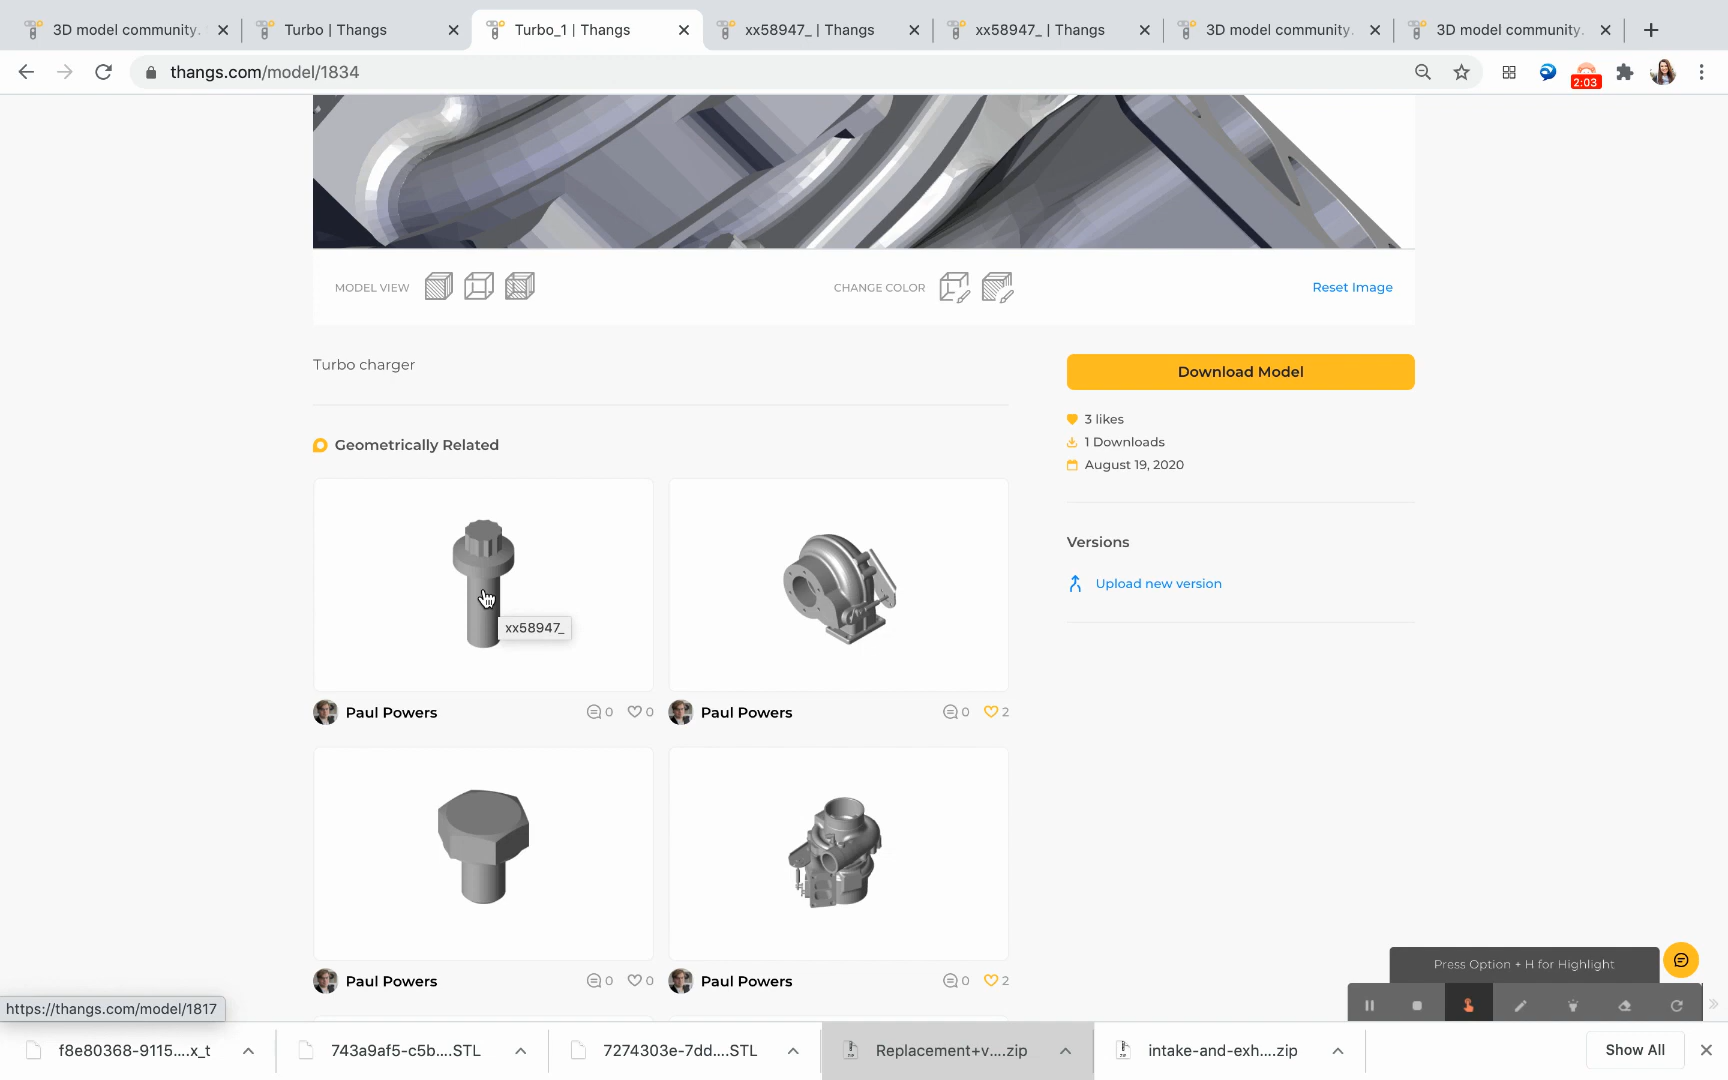 3D model community.
Turbo | Thangs
Turbo_1 | Thangs
xx58947_ | Thangs
xx58947_ | Thangs
3D model community.
3D model community.
thangs.com/model/1834
2:03
MODEL VIEW
CHANGE COLOR
Reset Image
Turbo charger
Download Model
3 likes
1 Downloads
August 19, 2020
Geometrically Related
Versions
Upload new version
xx58947_
Paul Powers 0 0
Paul Powers 0 2
Paul Powers 0 0
Paul Powers 0 2
Press Option + H for Highlight
https://thangs.com/model/1817
f8e80368-9115....x_t
743a9af5-c5b....STL
7274303e-7dd....STL
Replacement+v....zip
intake-and-exh....zip
Show All